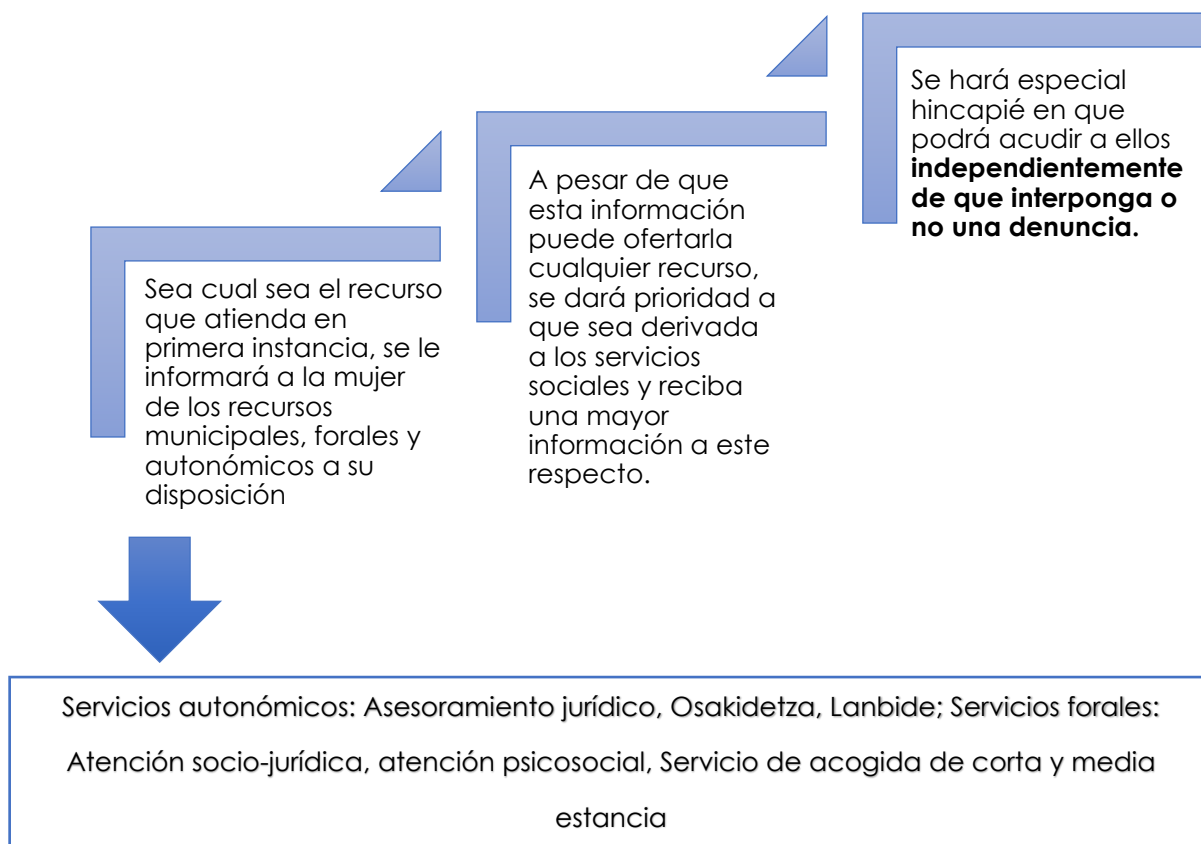 Sea cual sea el recurso
que atienda en
primera instancia, se le
informará a la mujer
de los recursos
municipales, forales y
autonómicos a su
disposición
A pesar de que
esta información
puede ofertarla
cualquier recurso,
se dará prioridad a
que sea derivada
a los servicios
sociales y reciba
una mayor
información a este
respecto.
Se hará especial
hincapié en que
podrá acudir a ellos
independientemente
de que interponga o
no una denuncia.
Servicios autonómicos: Asesoramiento jurídico, Osakidetza, Lanbide; Servicios forales:
Atención socio-jurídica, atención psicosocial, Servicio de acogida de corta y media
estancia